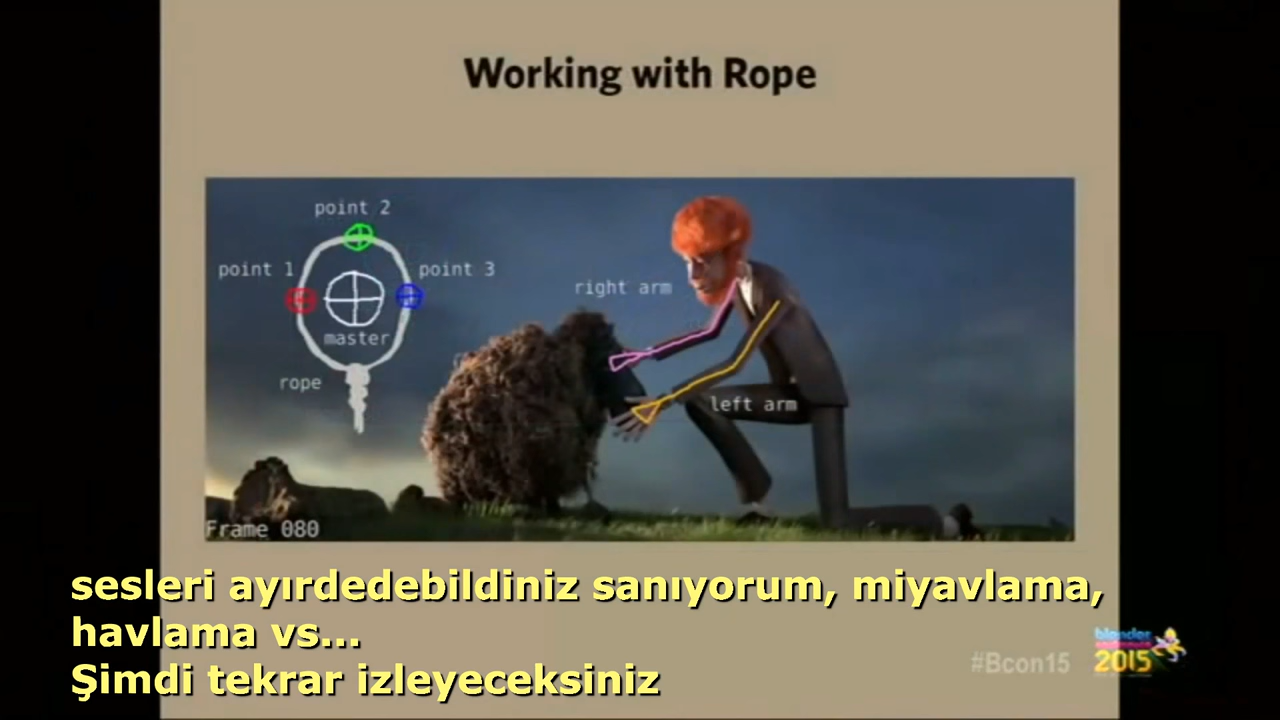 Working with Rope
point 2
point 1
point 3
right arm
master
rope
left arm
Frame 080
sesleri ayırdedebildiniz sanıyorum, miyavlama,
havlama vs...
Şimdi tekrar izleyeceksiniz
blender
2015
#Bcon15